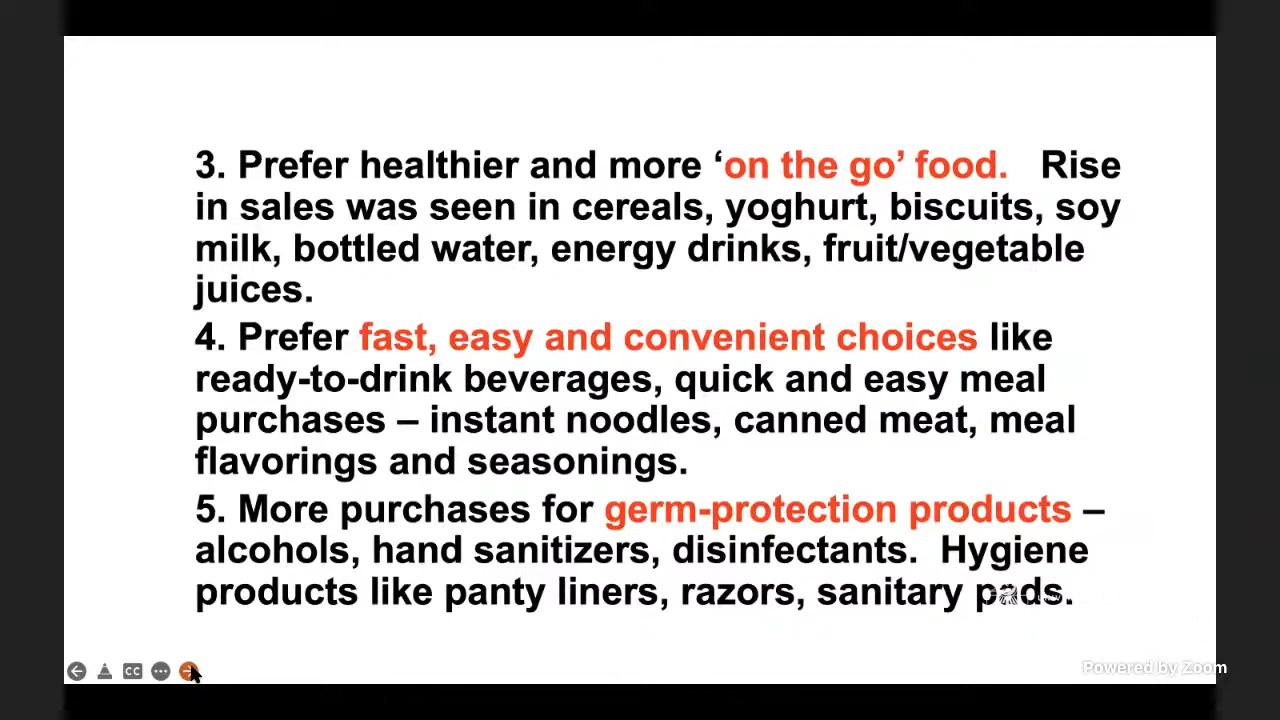 3. Prefer healthier and more ‘on the go’ food. Rise
in sales was seen in cereals, yoghurt, biscuits, soy
milk, bottled water, energy drinks, fruit/vegetable
juices.
4. Prefer fast, easy and convenient choices like
ready-to-drink beverages, quick and easy meal
purchases – instant noodles, canned meat, meal
flavorings and seasonings.
5. More purchases for germ-protection products –
alcohols, hand sanitizers, disinfectants. Hygiene
products like panty liners, razors, sanitary pads.
CC
Powered by Zoom